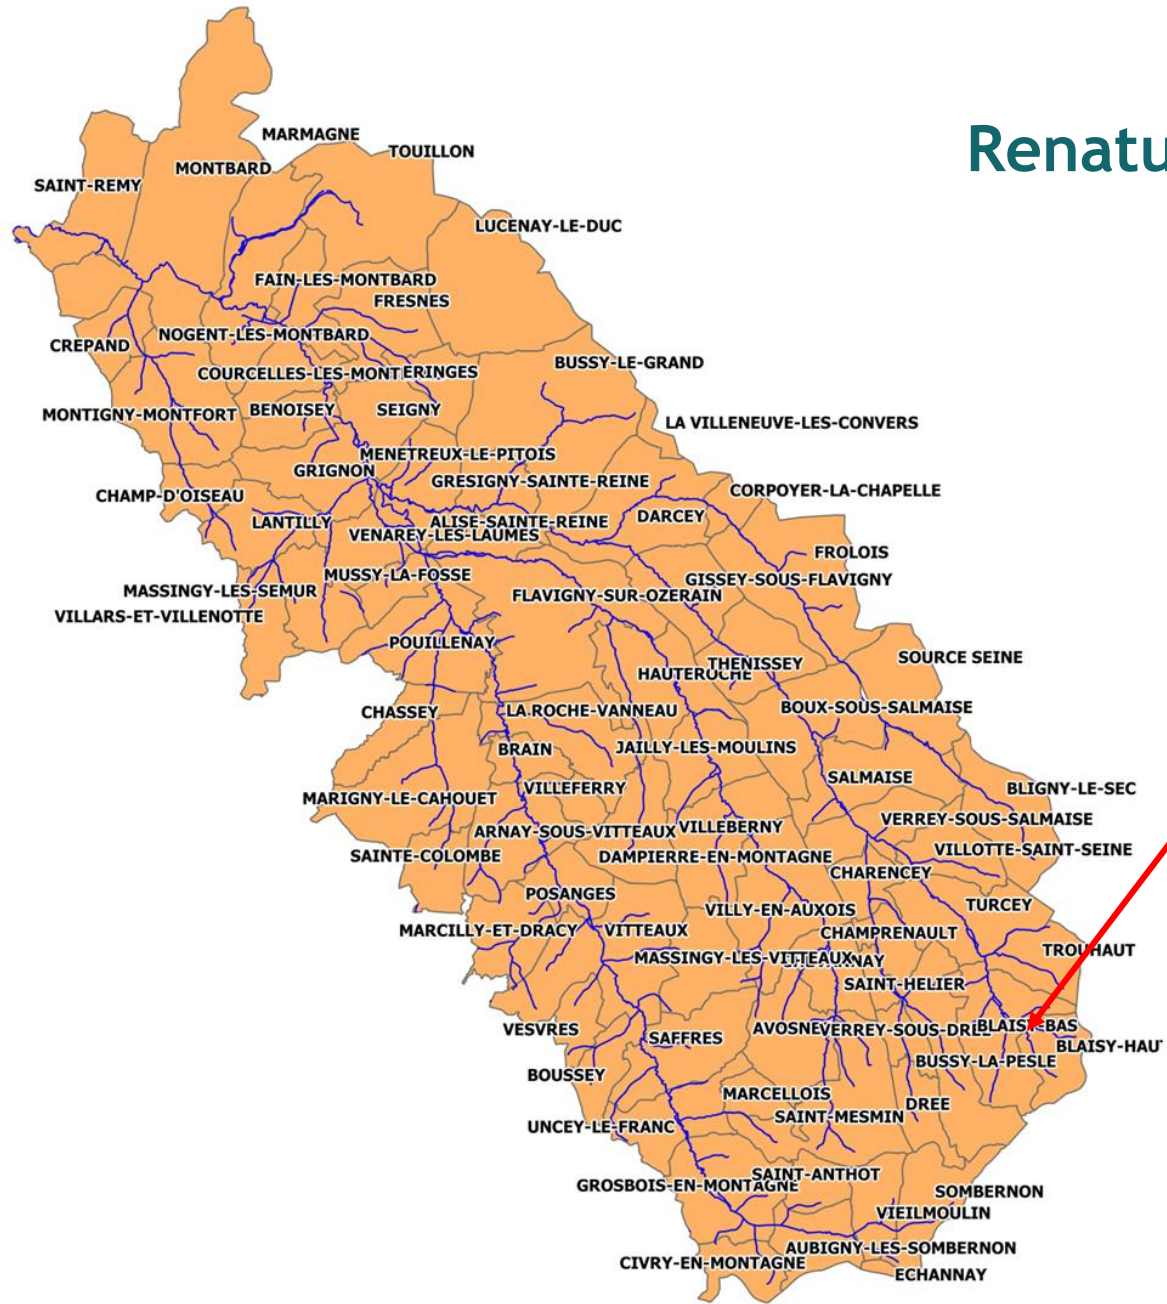 Renatu
MARMAGNE
TOUILLON
MONTBARD
SAINT-REMY
LUCENAY-LE-DUC
FAIN-LES-MONTBARD
FRESNES
NOGENT-LES-MONTBARD
CREPAND
BUSSY-LE-GRAND
COURCELLES-LES-MONT
ERINGES
MONTIGNY-MONTFORT
BENOISEY
SEIGNY
LA VILLENEUVE-LES-CONVERS
MENETREUX-LE-PITOIS
GRIGNON
GRESIGNY-SAINTE-REINE
CORPOYER-LA-CHAPELLE
CHAMP-D'OISEAU
LANTILLY
ALISE-SAINTE-REINE
DARCEY
VENAREY-LES-LAUMES
FROLOIS
MUSSY-LA-FOSSE
GISSEY-SOUS-FLAVIGNY
MASSINGY-LES-SEMUR
FLAVIGNY-SUR-OZERAIN
VILLARS-ET-VILLENOTTE
POUILLENAY
SOURCE SEINE
THENISSEY
HAUTEROCHE
BOUX-SOUS-SALMAISE
CHASSEY
LA ROCHE-VANNEAU
BRAIN
JAILLY-LES-MOULINS
SALMAISE
BLIGNY-LE-SEC
VILLEFERRY
MARIGNY-LE-CAHOUET
VERREY-SOUS-SALMAISE
ARNAY-SOUS-VITTEAUX
VILLEBERNY
VILLOTTE-SAINT-SEINE
SAINTE-COLOMBE
DAMPIERRE-EN-MONTAGNE
CHARENCEY
POSANGES
TURCEY
VILLY-EN-AUXOIS
MARCILLY-ET-DRACY
VITTEAUX
CHAMPRENAULT
TROUHAUT
MASSINGY-LES-VITTEAUX
NAY
SAINT-HELIER
VESVRES
SAFFRES
AVOSNE
VERREY-SOUS-DREE
BLAISY-BAS
BLAISY-HAUT
BOUSSEY
BUSSY-LA-PESLE
MARCELLOIS
DREE
UNCEY-LE-FRANC
SAINT-MESMIN
SAINT-ANTHOT
GROSBOIS-EN-MONTAGNE
SOMBERNON
VIEILMOULIN
AUBIGNY-LES-SOMBERNON
CIVRY-EN-MONTAGNE
ECHANNAY